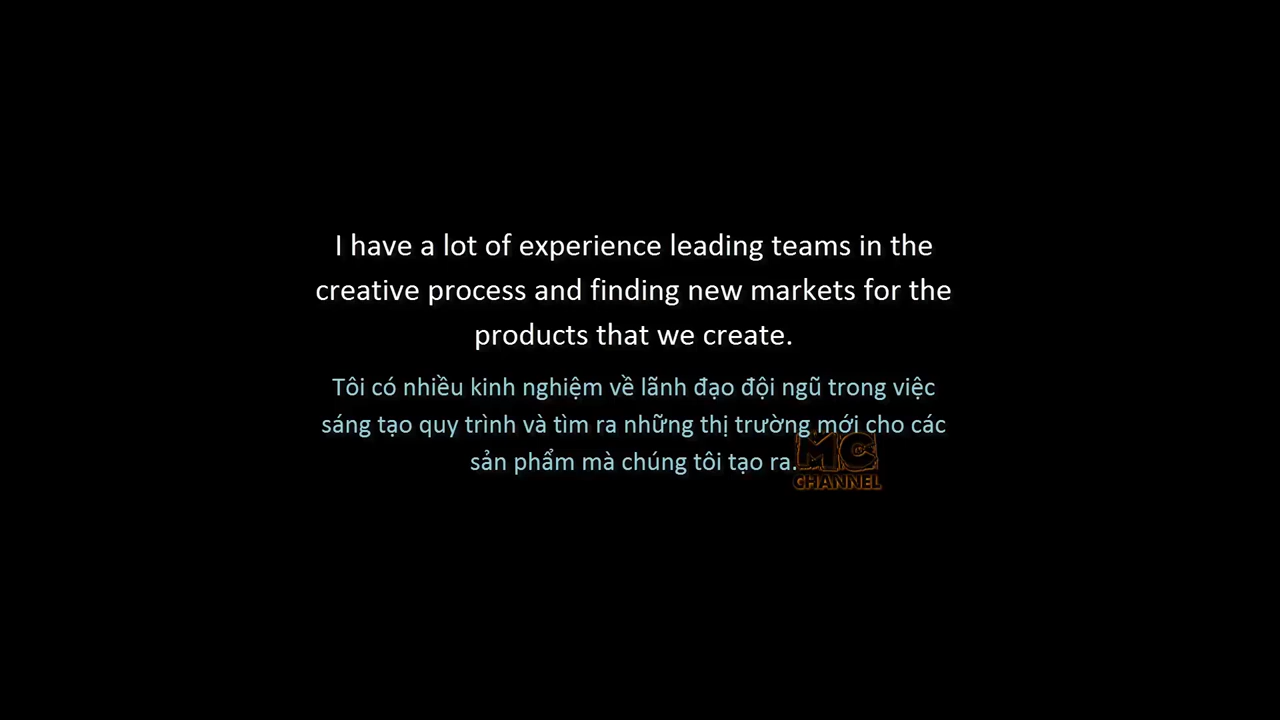 I have a lot of experience leading teams in the
creative process and finding new markets for the
products that we create.
Tôi có nhiều kinh nghiệm về lãnh đạo đội ngũ trong việc
sáng tạo quy trình và tìm ra những thị trường mới cho các
sản phẩm mà chúng tôi tạo ra.
MC
CHANNEL